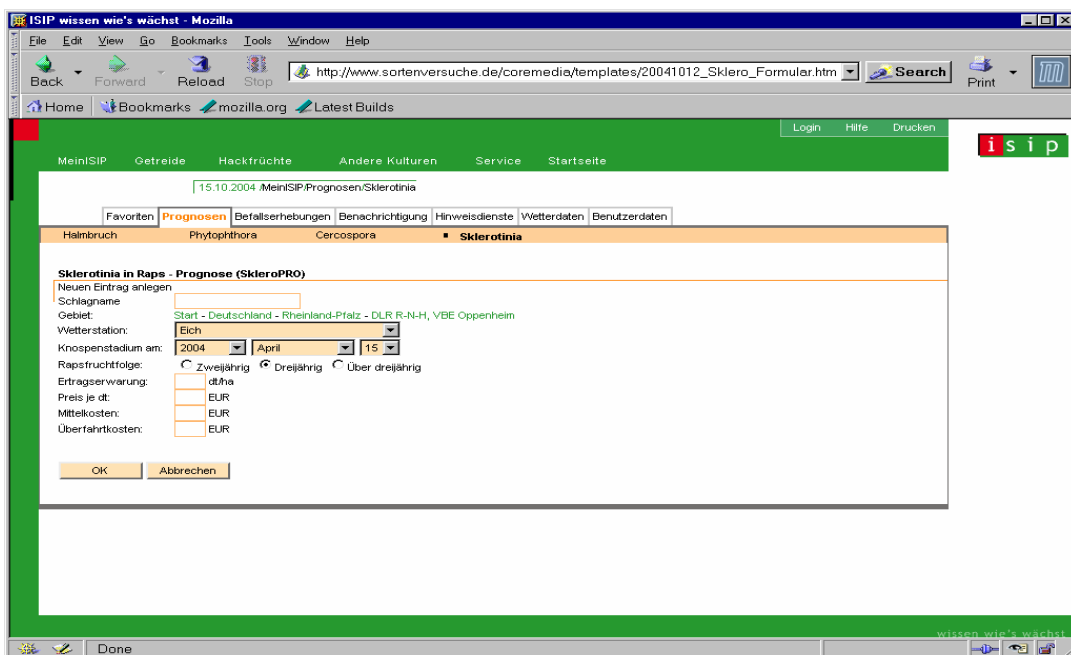 ISIP wissen wie's wächst - Mozilla
File Edit View Go Bookmarks Tools Window Help
Back Forward Reload Stop http://www.sortenversuche.de/coremedia/templates/20041012_Sklero_Formular.htm Search Print
Home Bookmarks mozilla.org Latest Builds
Login Hilfe Drucken
isip
MeinISIP Getreide Hackfrüchte Andere Kulturen Service Startseite
15.10.2004 /MeinISIP/Prognosen/Sklerotinia
Favoriten Prognosen Befallserhebungen Benachrichtigung Hinweisdienste Wetterdaten Benutzerdaten
Halmbruch Phytophthora Cercospora Sklerotinia
Sklerotinia in Raps - Prognose (SkleroPRO)
Neuen Eintrag anlegen
Schlagname
Gebiet: Start - Deutschland - Rheinland-Pfalz - DLR R-N-H, VBE Oppenheim
Wetterstation: Eich
Knospenstadium am: 2004 April 15
Rapsfruchtfolge: Zweijährig Dreijährig Über dreijährig
Ertragserwarung: dt/ha
Preis je dt: EUR
Mittelkosten: EUR
Überfahrtkosten: EUR
OK Abbrechen
wissen wie's wächst
Done